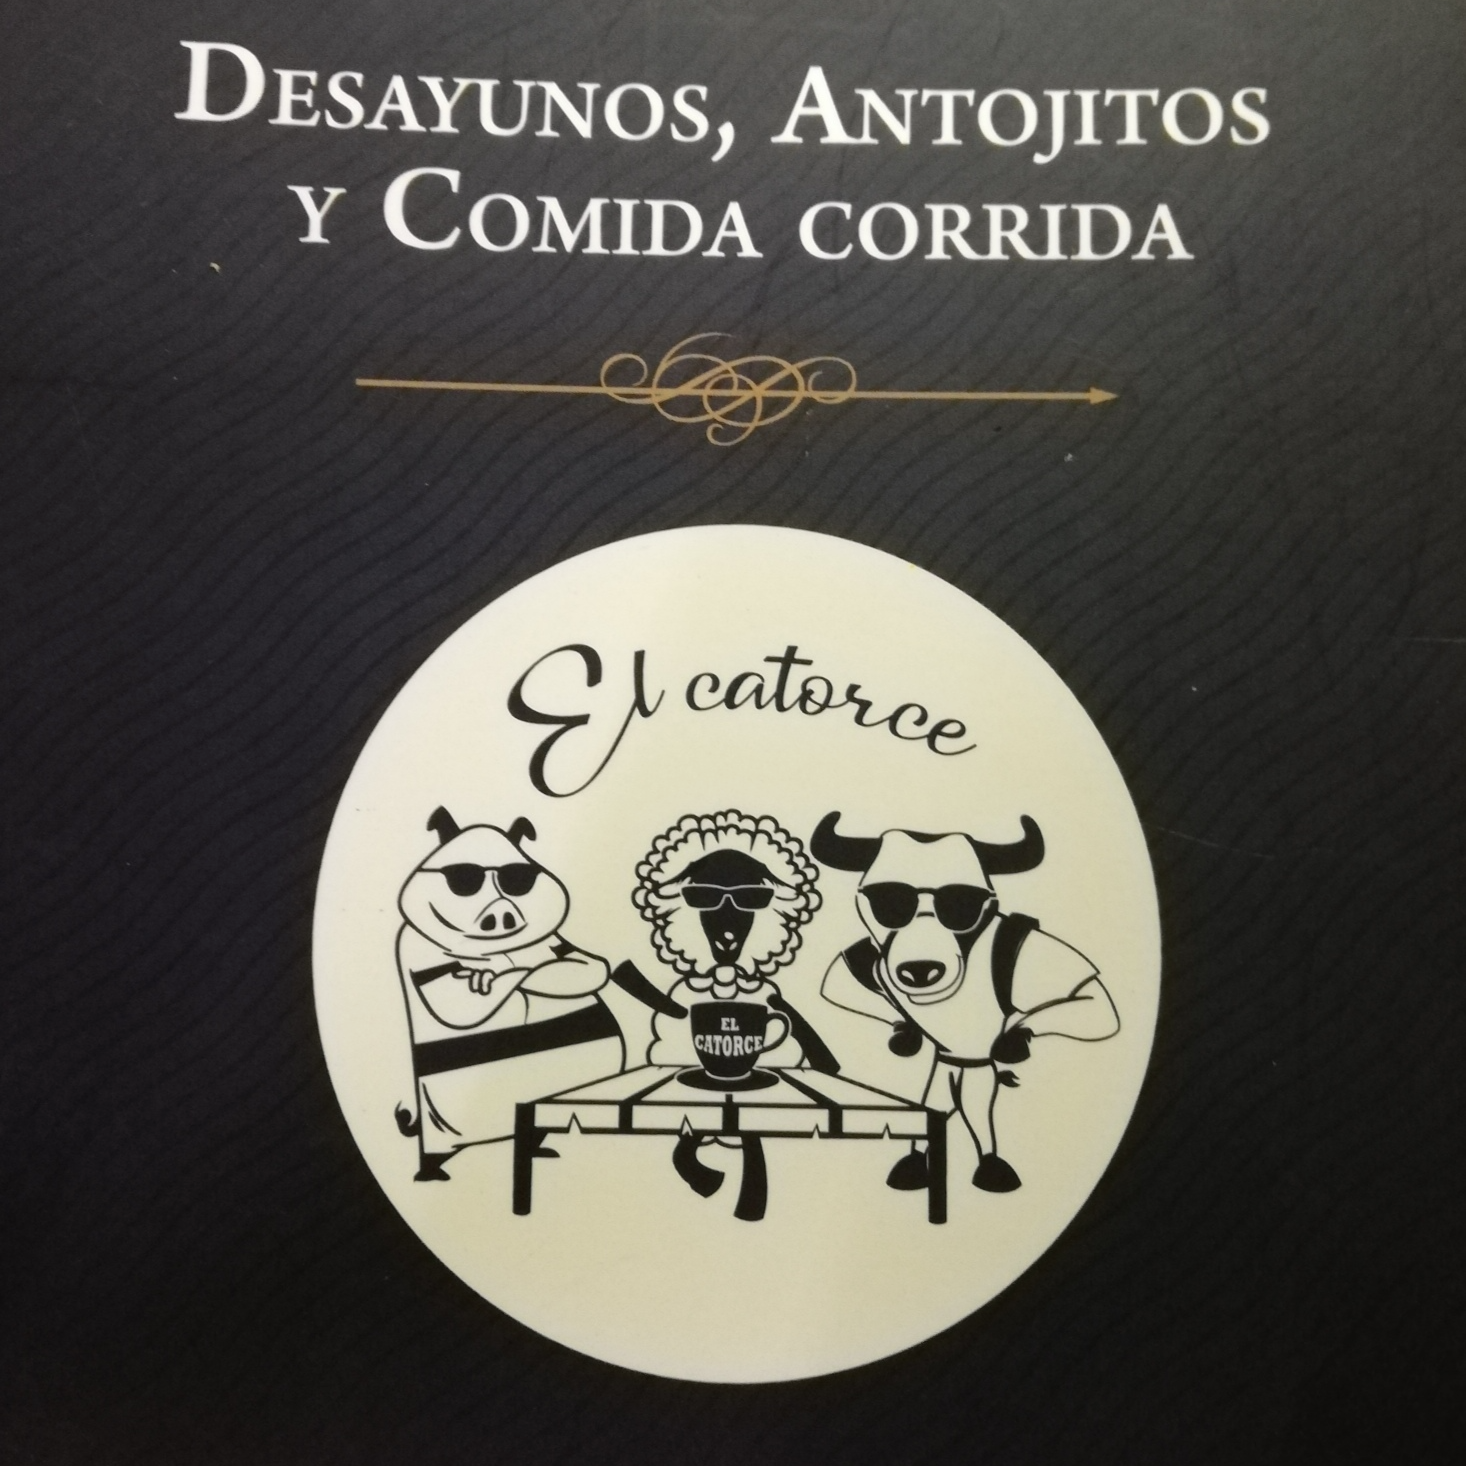 Desayunos, Antojitos
y Comida corrida
El catorce
EL
CATORCE